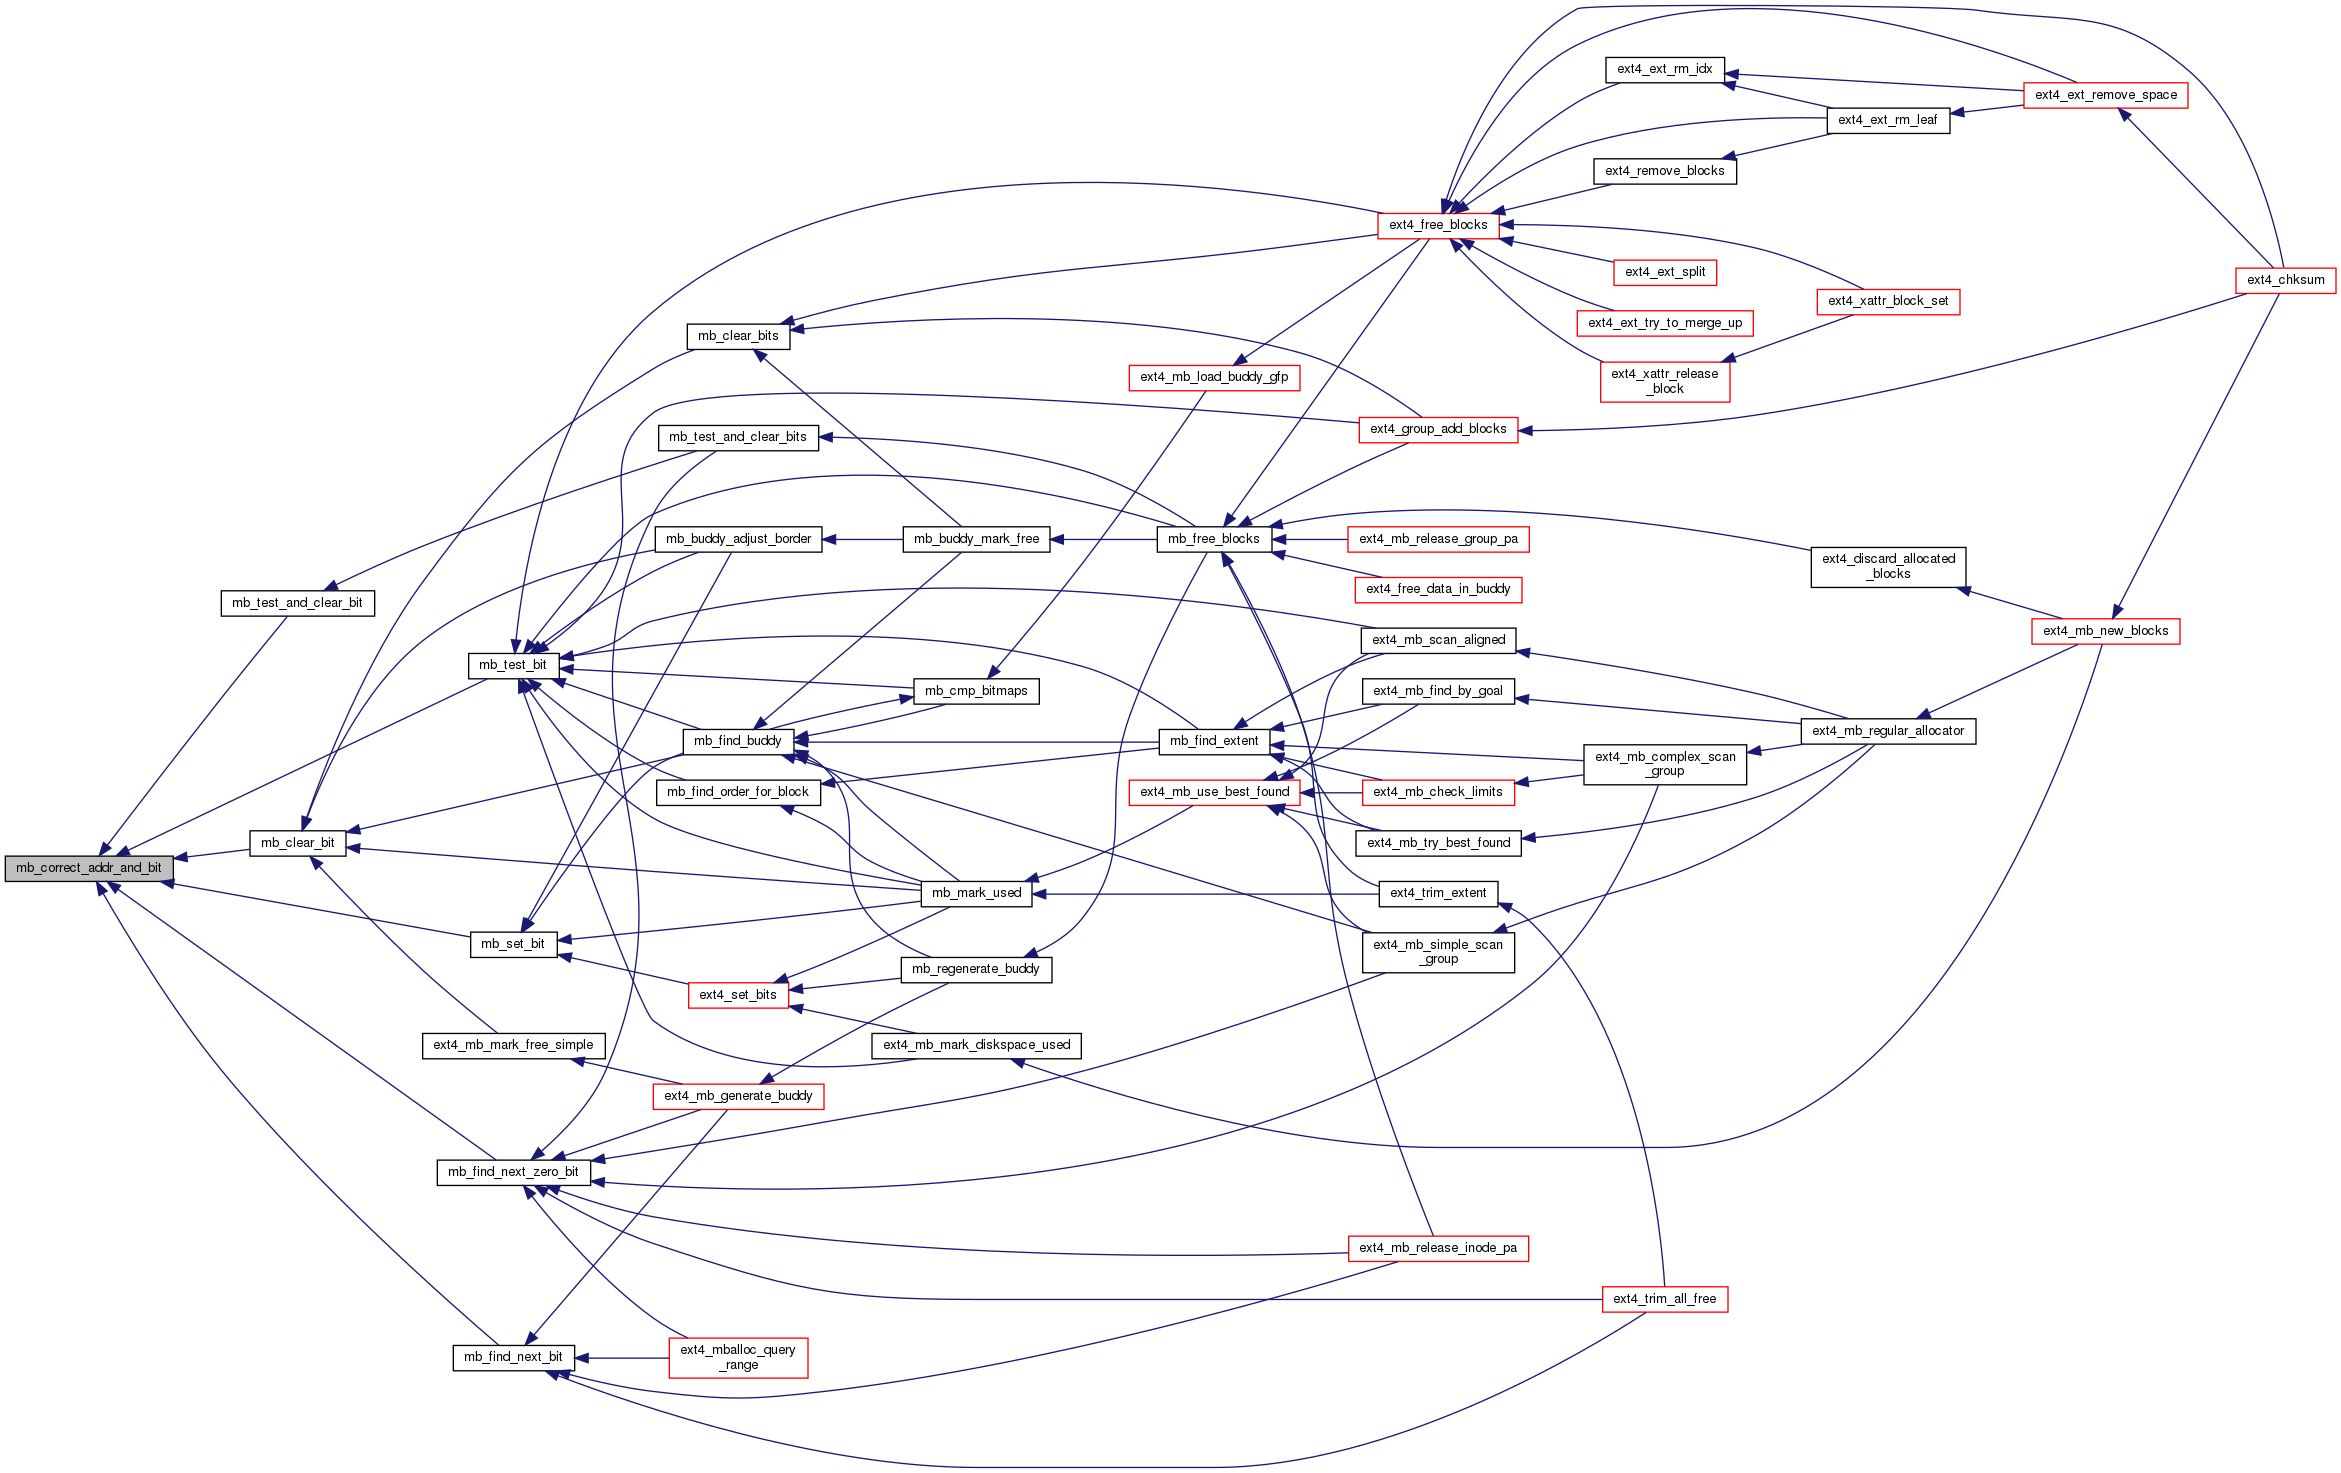 mb_correct_addr_and_bit
mb_test_and_clear_bit
mb_clear_bit
mb_test_bit
mb_set_bit
ext4_mb_mark_free_simple
mb_find_next_zero_bit
mb_find_next_bit
mb_clear_bits
mb_test_and_clear_bits
mb_buddy_adjust_border
mb_find_buddy
mb_find_order_for_block
ext4_set_bits
ext4_mb_generate_buddy
ext4_mballoc_query
_range
mb_buddy_mark_free
mb_cmp_bitmaps
mb_mark_used
mb_regenerate_buddy
ext4_mb_mark_diskspace_used
ext4_mb_load_buddy_gfp
mb_free_blocks
mb_find_extent
ext4_mb_use_best_found
ext4_free_blocks
ext4_group_add_blocks
ext4_mb_release_group_pa
ext4_free_data_in_buddy
ext4_mb_scan_aligned
ext4_mb_find_by_goal
ext4_mb_check_limits
ext4_mb_try_best_found
ext4_trim_extent
ext4_mb_simple_scan
_group
ext4_mb_release_inode_pa
ext4_ext_rm_idx
ext4_remove_blocks
ext4_ext_split
ext4_ext_try_to_merge_up
ext4_xattr_release
_block
ext4_mb_complex_scan
_group
ext4_trim_all_free
ext4_ext_rm_leaf
ext4_xattr_block_set
ext4_discard_allocated
_blocks
ext4_mb_regular_allocator
ext4_ext_remove_space
ext4_mb_new_blocks
ext4_chksum